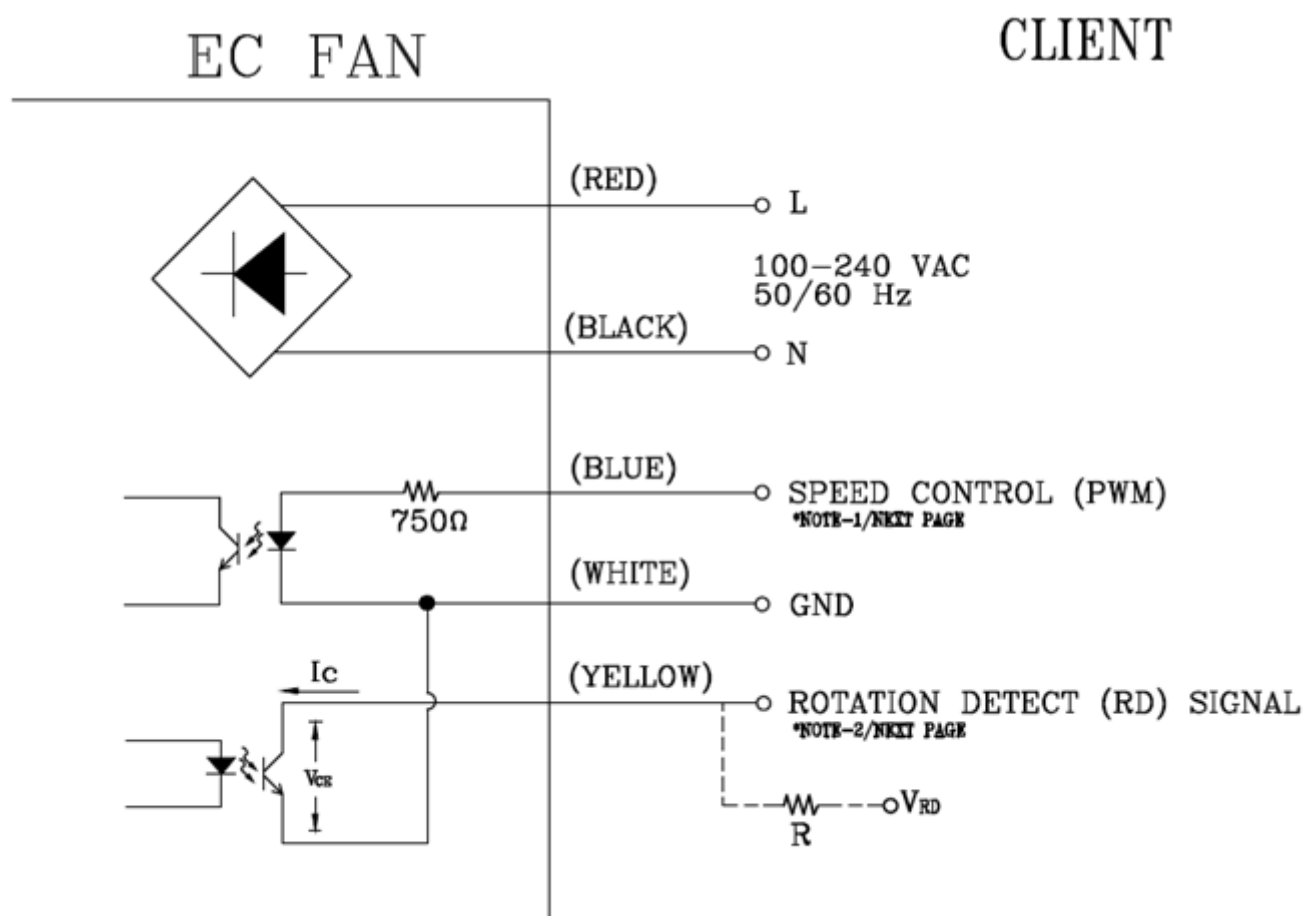 EC FAN
CLIENT
(RED)
L
100-240 VAC
50/60 Hz
(BLACK)
N
(BLUE)
SPEED CONTROL (PWM)
*NOTE-1/NEXT PAGE
750Ω
(WHITE)
GND
(YELLOW)
Ic
ROTATION DETECT (RD) SIGNAL
*NOTE-2/NEXT PAGE
VCE
VRD
R